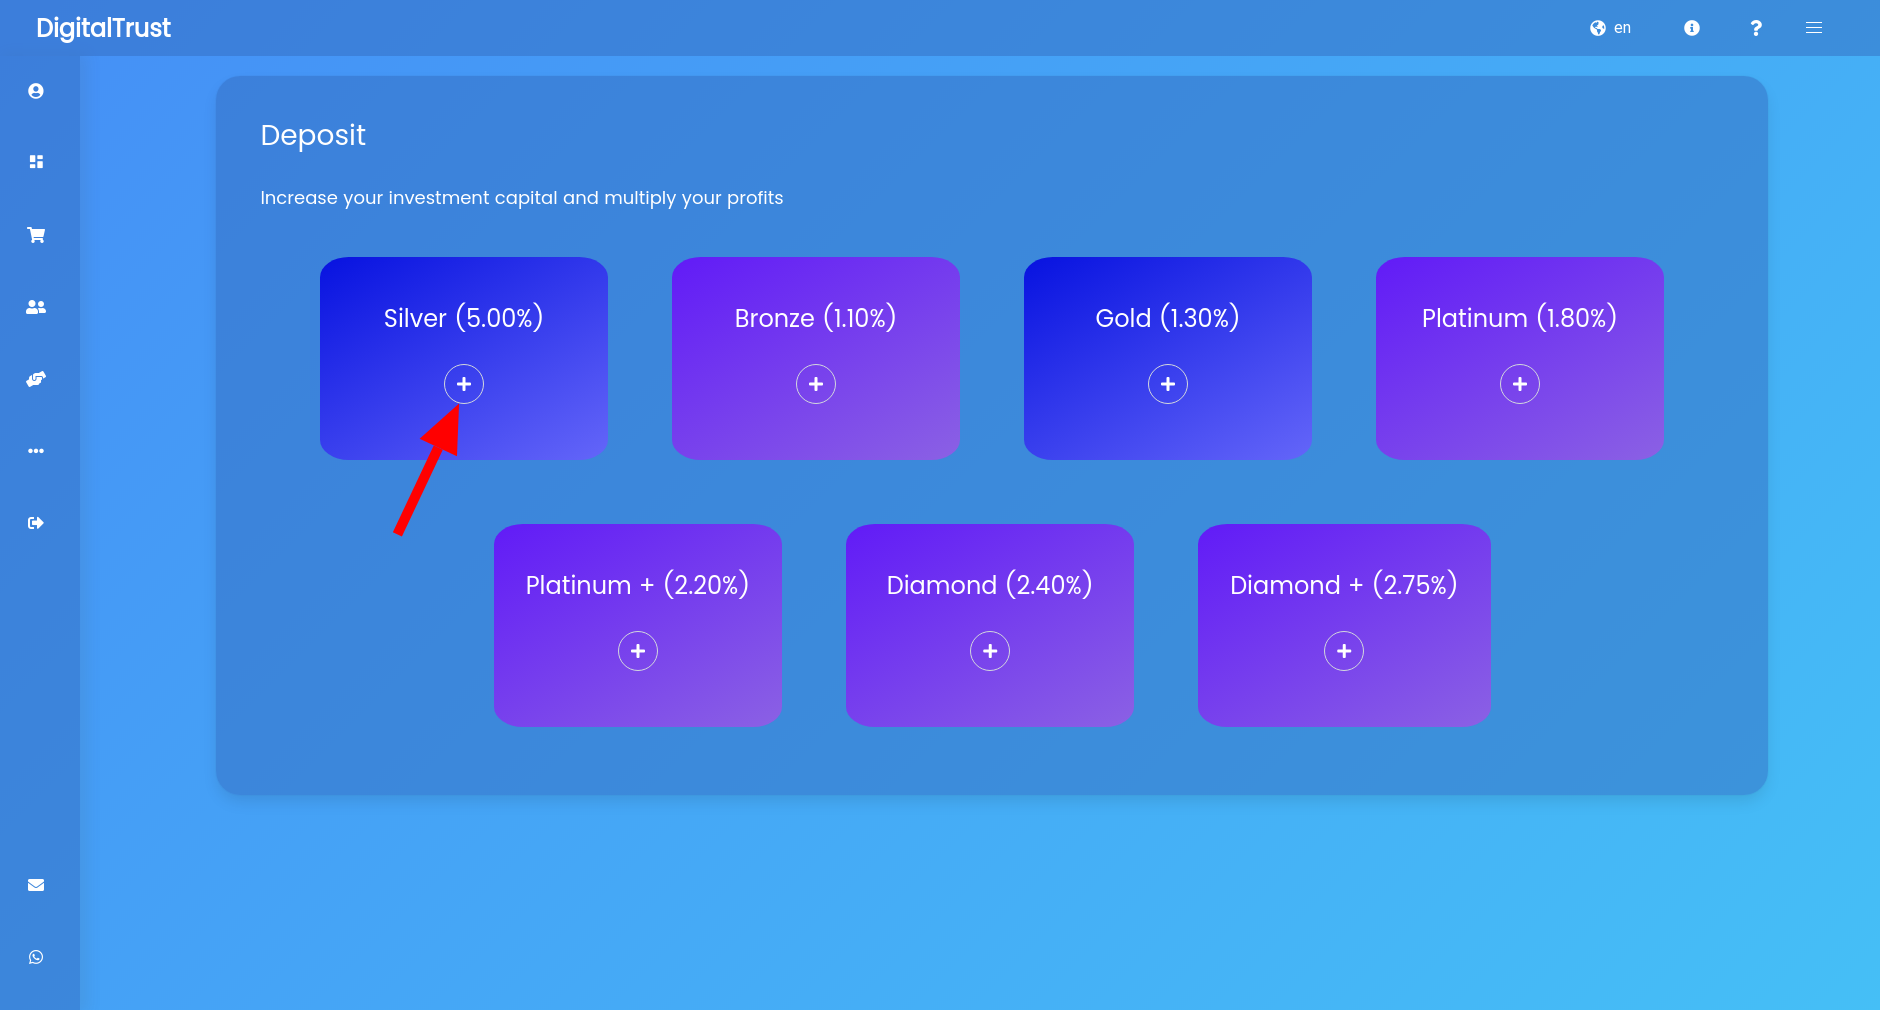 DigitalTrust
en
Deposit
Increase your investment capital and multiply your profits
Silver (5.00%)
Bronze (1.10%)
Gold (1.30%)
Platinum (1.80%)
Platinum + (2.20%)
Diamond (2.40%)
Diamond + (2.75%)